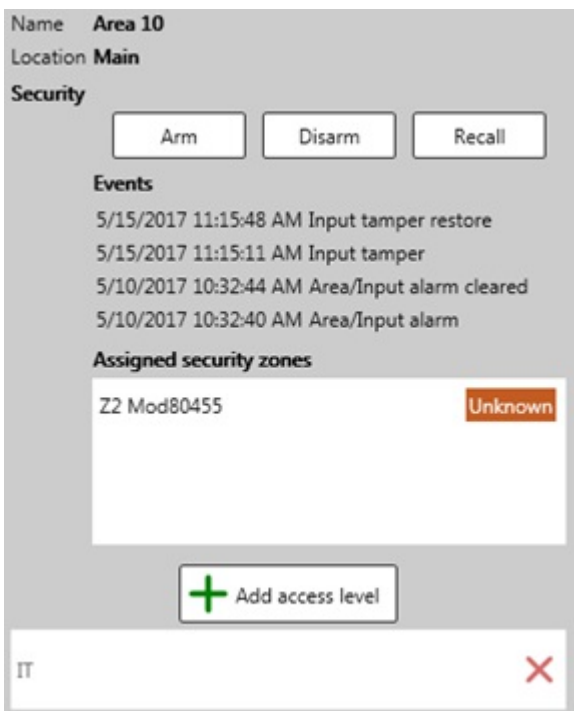 Name Area 10
Location Main
Security
Arm Disarm Recall
Events
5/15/2017 11:15:48 AM Input tamper restore
5/15/2017 11:15:11 AM Input tamper
5/10/2017 10:32:44 AM Area/Input alarm cleared
5/10/2017 10:32:40 AM Area/Input alarm
Assigned security zones
Z2 Mod80455 Unknown
Add access level
IT